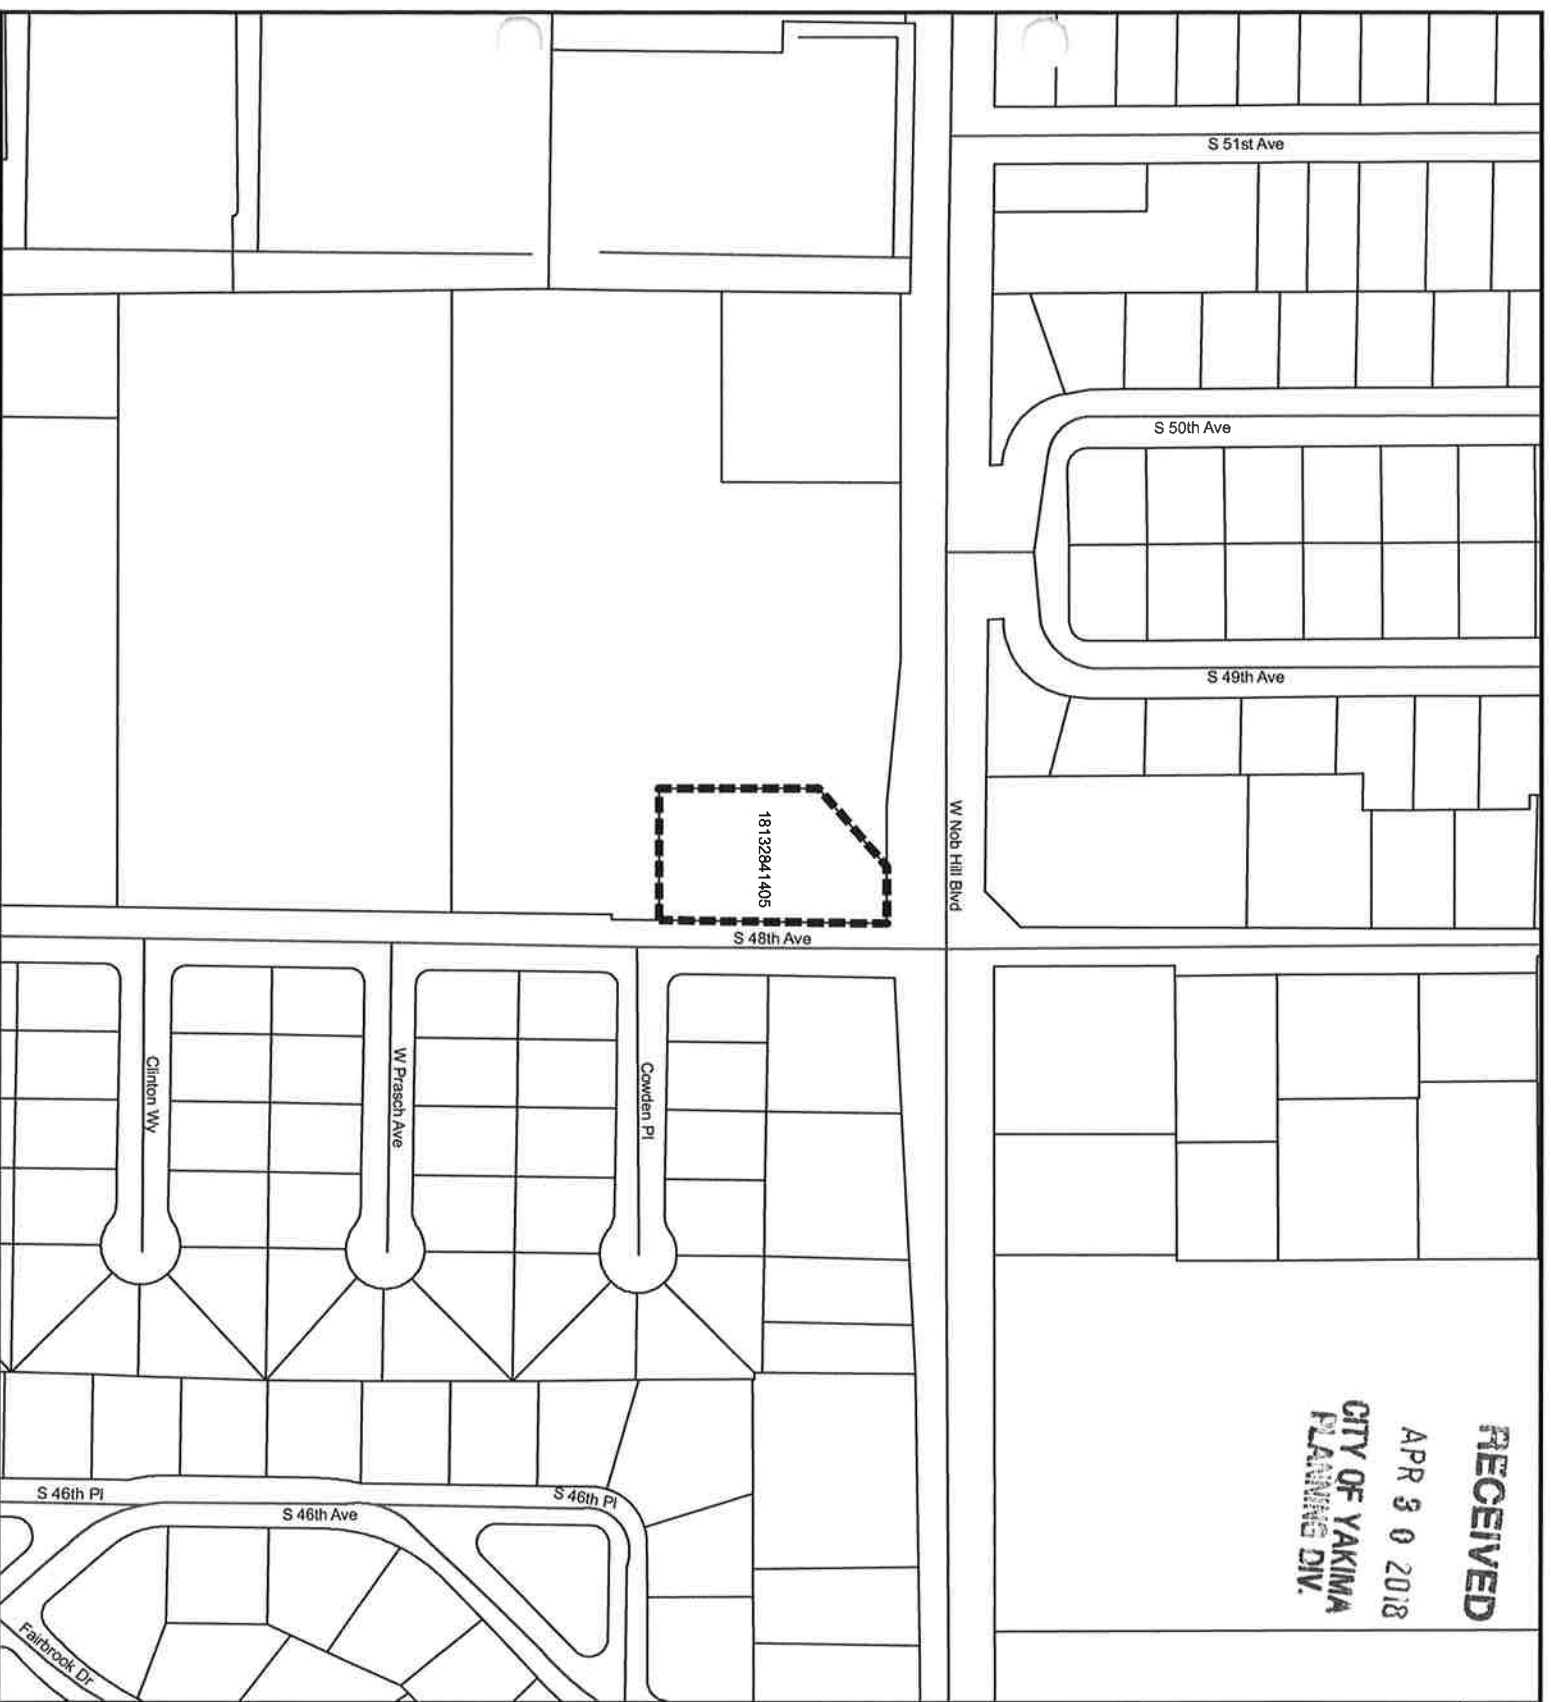 S 51st Ave
S 50th Ave
S 49th Ave
W Nob Hill Blvd
18132841405
S 48th Ave
Clinton Wy
W Prasch Ave
Cowden Pl
S 46th Pl
S 46th Ave
S 46th Pl
Fairbrook Dr
RECEIVED
APR 30 2018
CITY OF YAKIMA
PLANNING DIV.